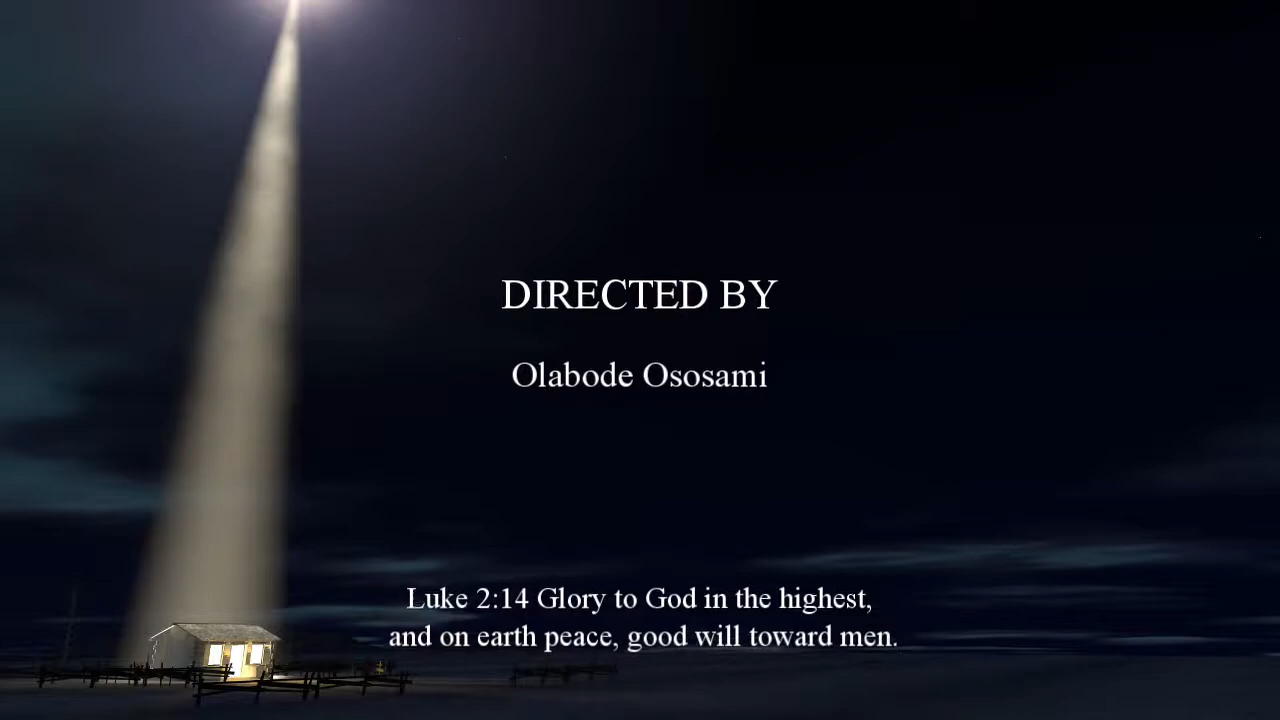 DIRECTED BY
Olabode Ososami
Luke 2:14 Glory to God in the highest,
and on earth peace, good will toward men.